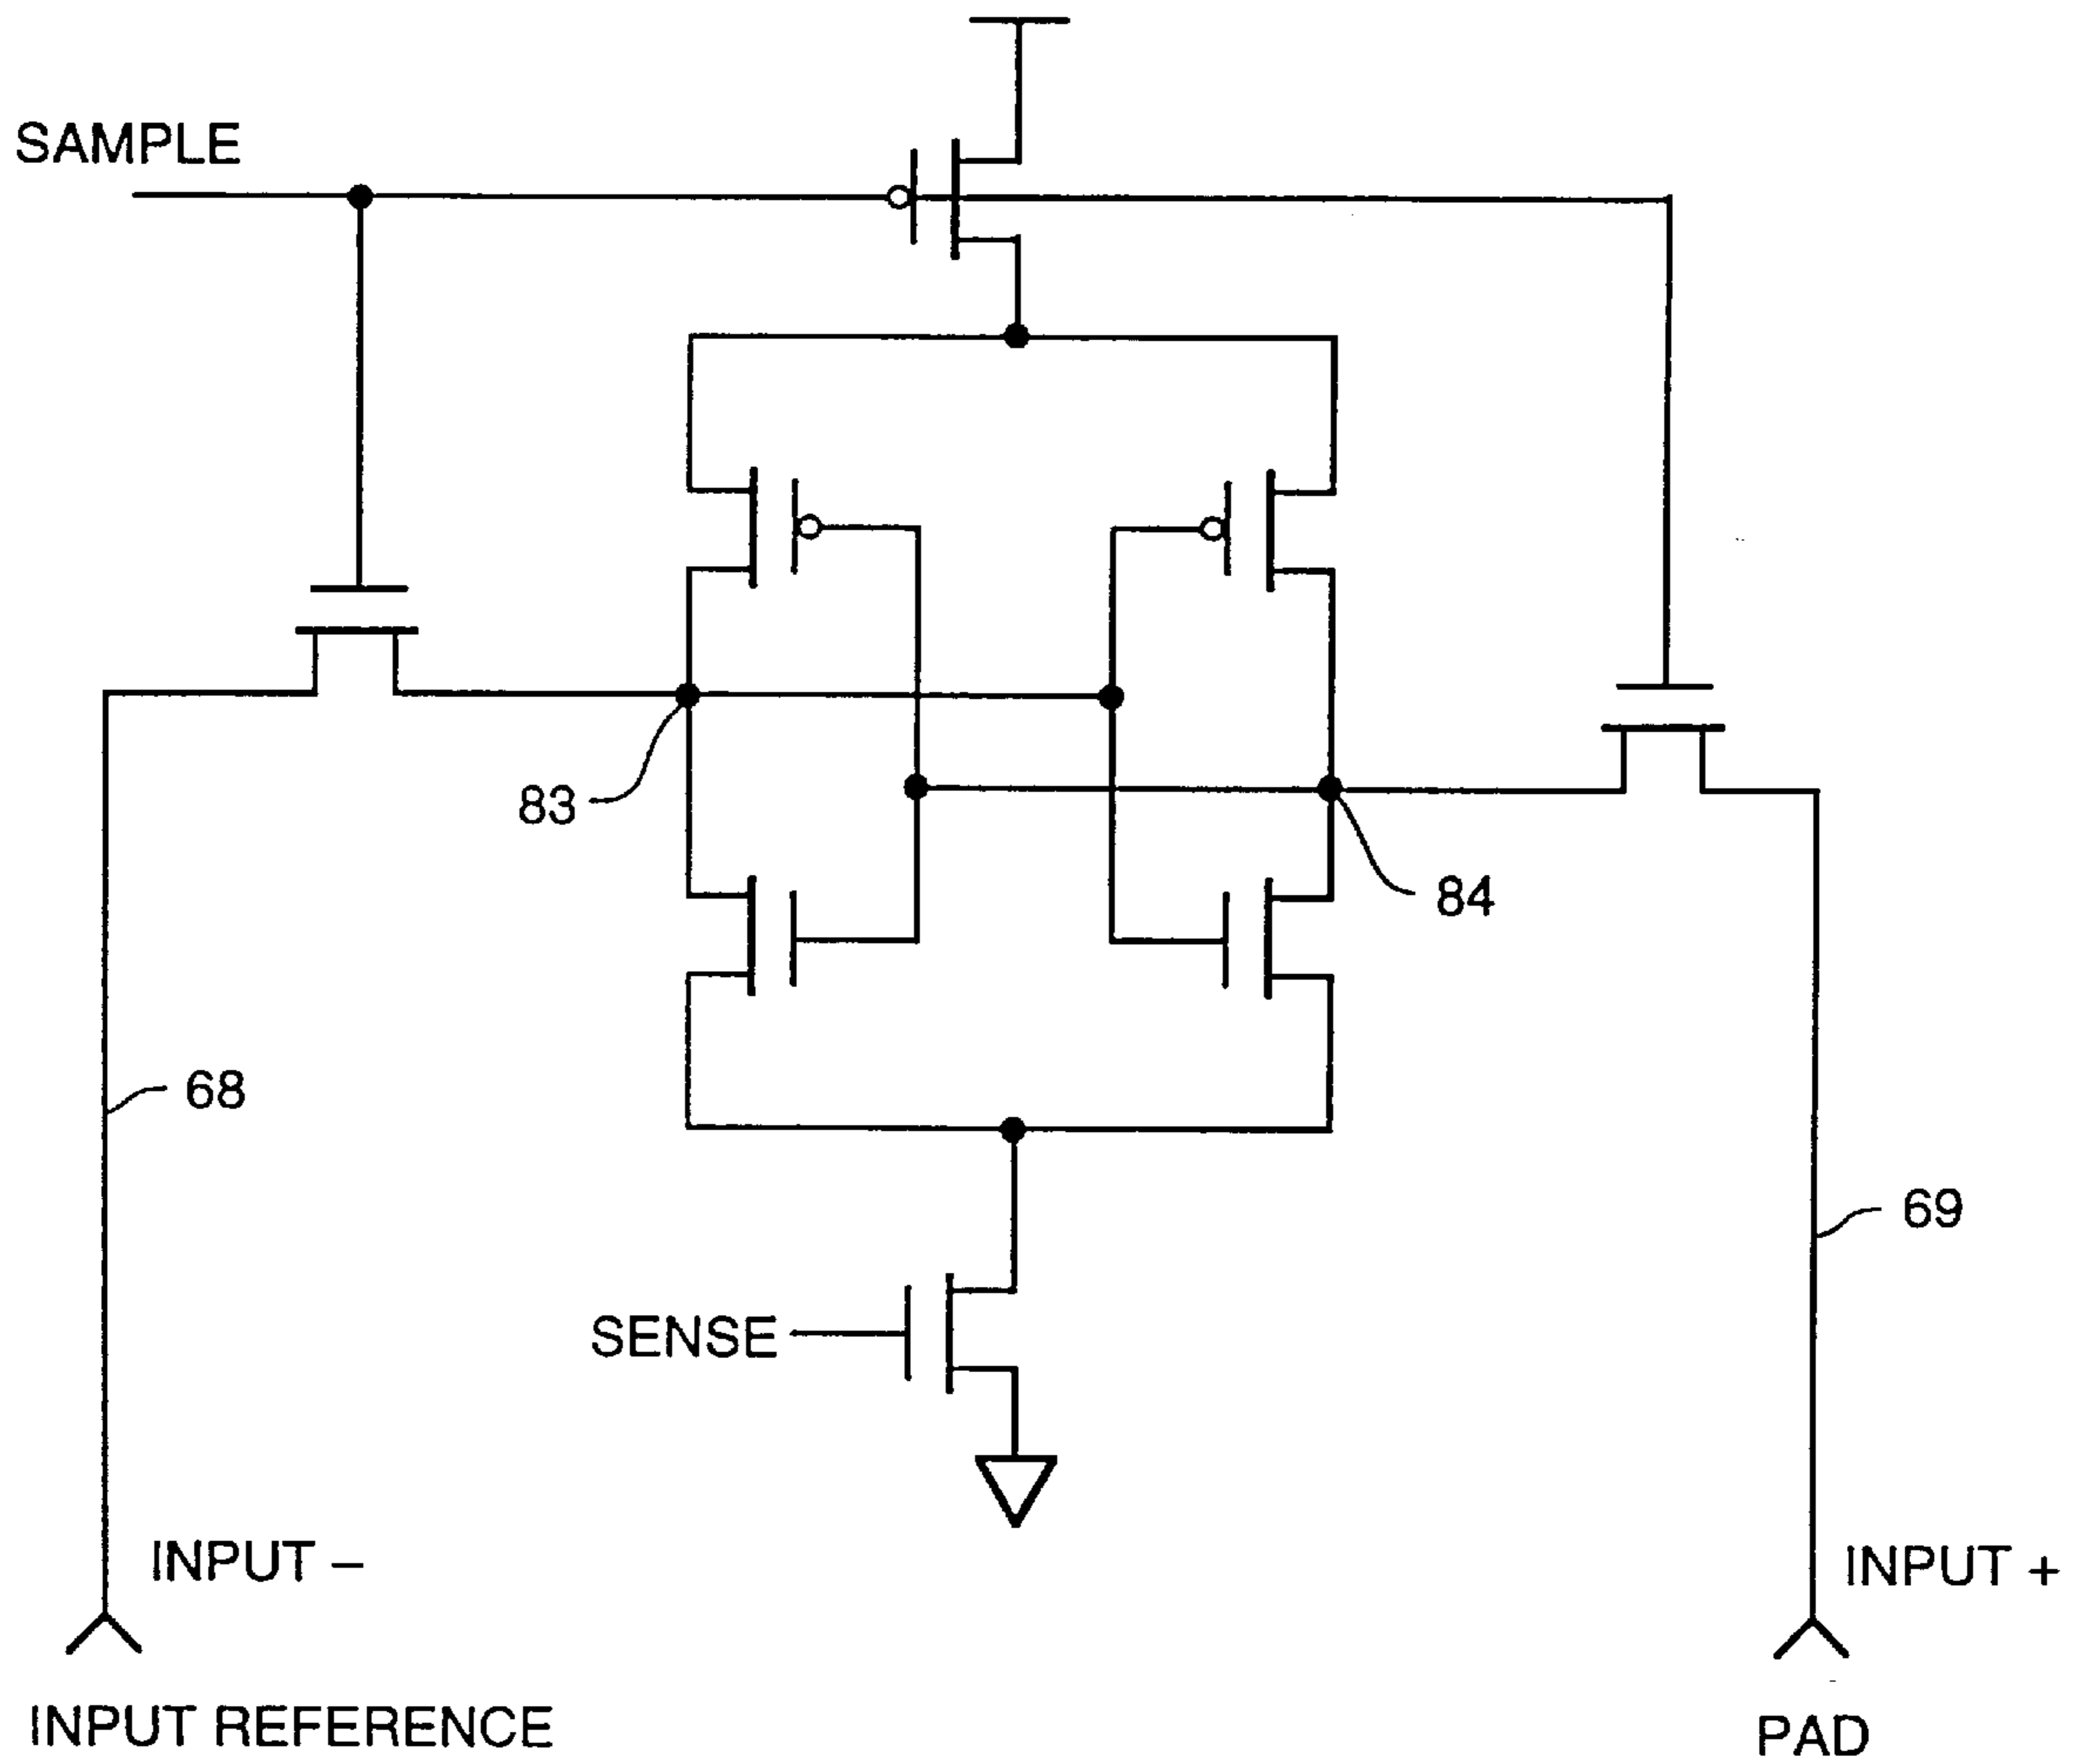 SAMPLE
83
84
68
69
SENSE
INPUT –
INPUT +
INPUT REFERENCE
PAD